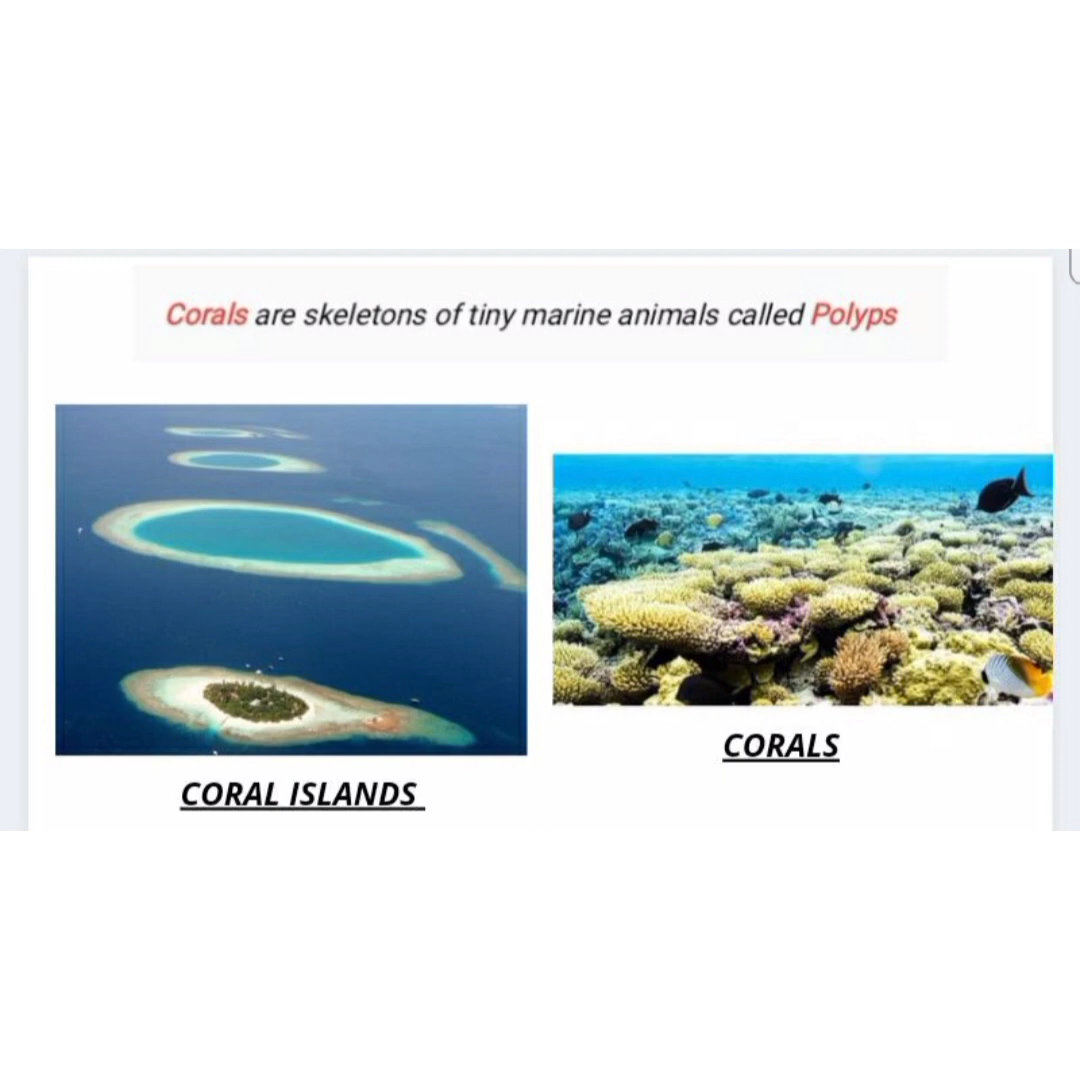 Corals are skeletons of tiny marine animals called Polyps
CORALS
CORAL ISLANDS